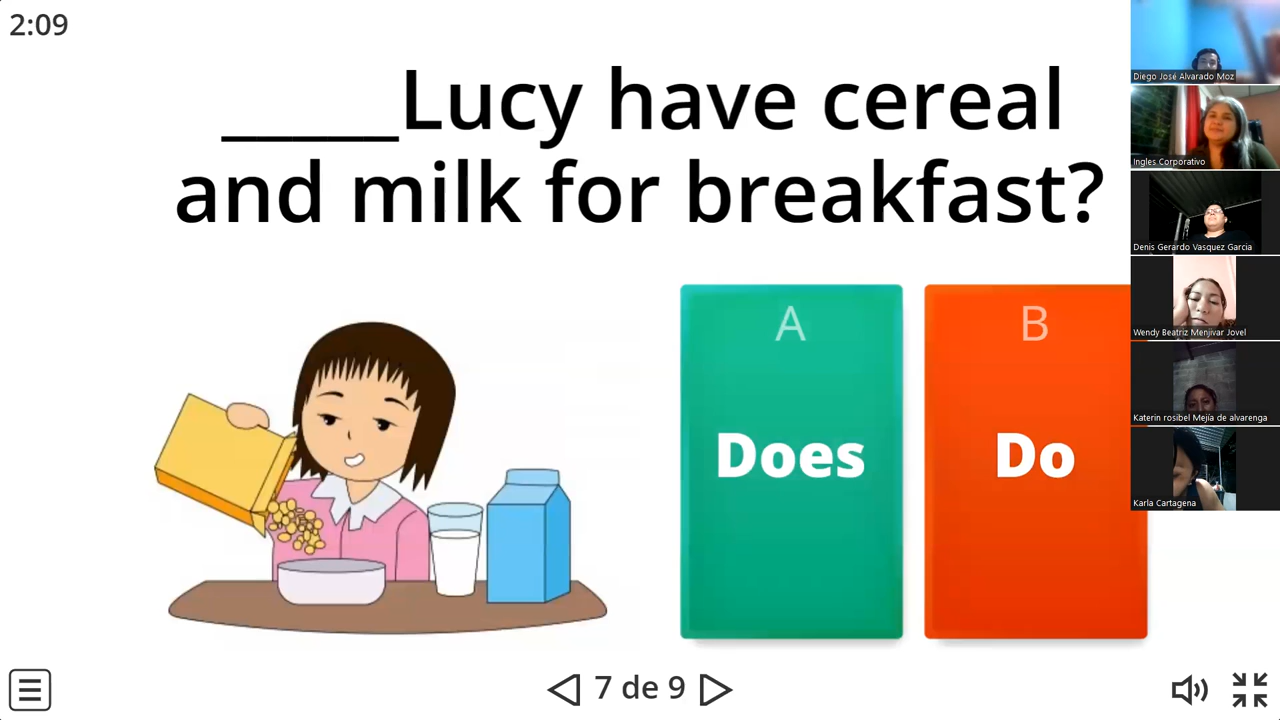 2:09
_____Lucy have cereal
and milk for breakfast?
A
Does
B
Do
7 de 9
Diego José Alvarado Moz
Ingles Corporativo
Denis Gerardo Vasquez Garcia
Wendy Beatriz Menjivar Jovel
Katerin rosibel Mejía de alvarenga
Karla Cartagena